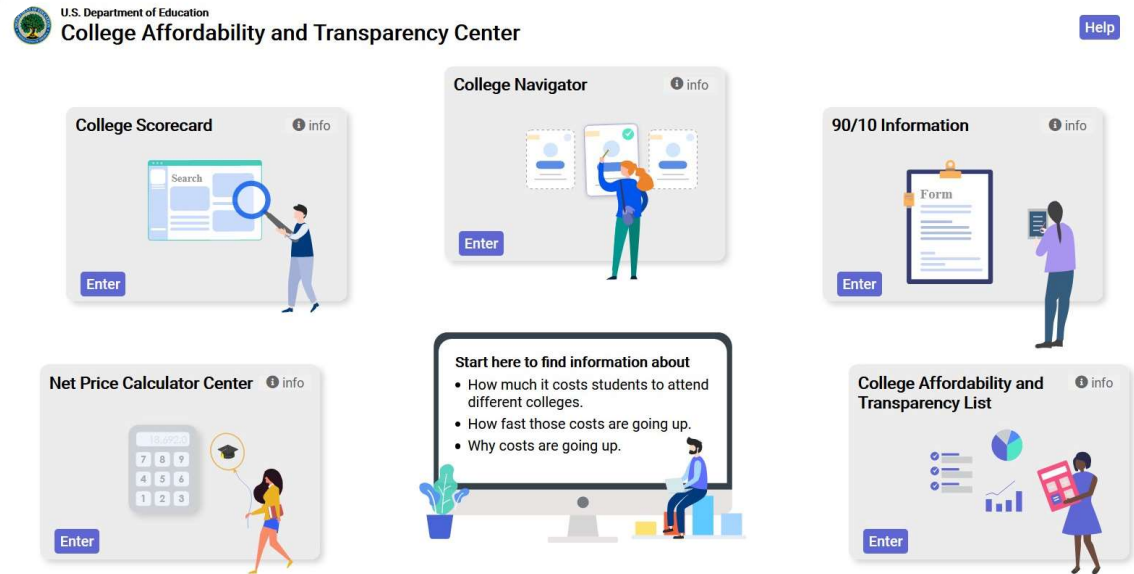 U.S. Department of Education
College Affordability and Transparency Center
Help
College Navigator
info
College Scorecard
info
90/10 Information
info
Search
Form
Enter
Enter
Enter
Net Price Calculator Center
info
Start here to find information about
• How much it costs students to attend
different colleges.
• How fast those costs are going up.
• Why costs are going up.
College Affordability and
Transparency List
info
7 8 9
4 5 6
1 2 3
Enter
Enter